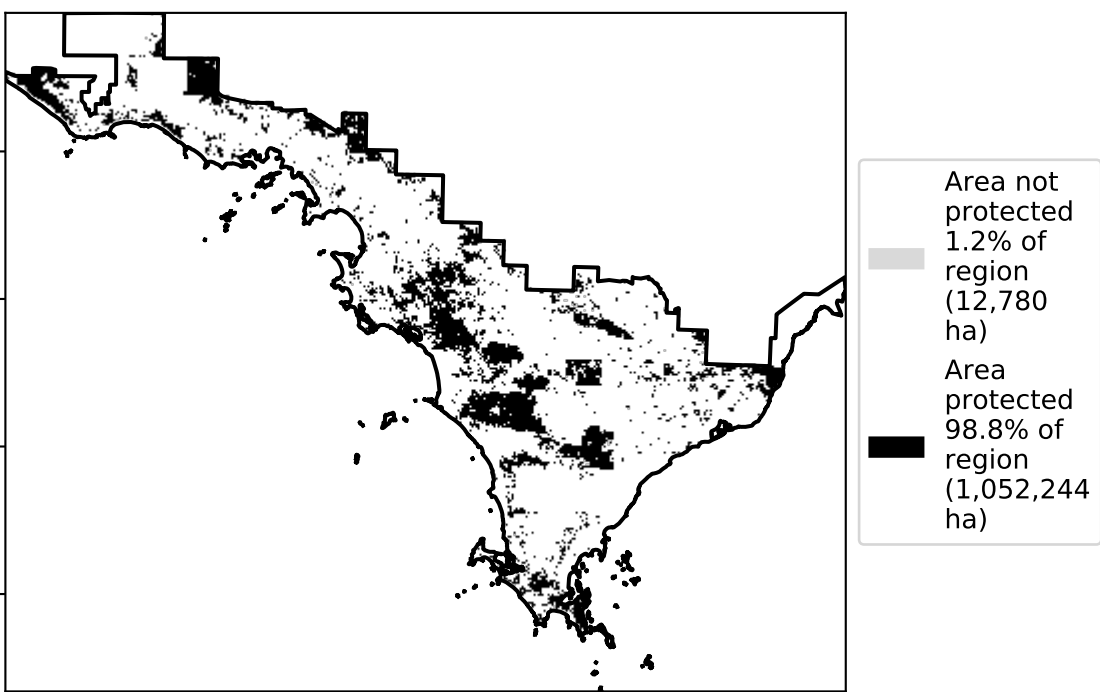 Area not
protected
1.2% of
region
(12,780
ha)
Area
protected
98.8% of
region
(1,052,244
ha)